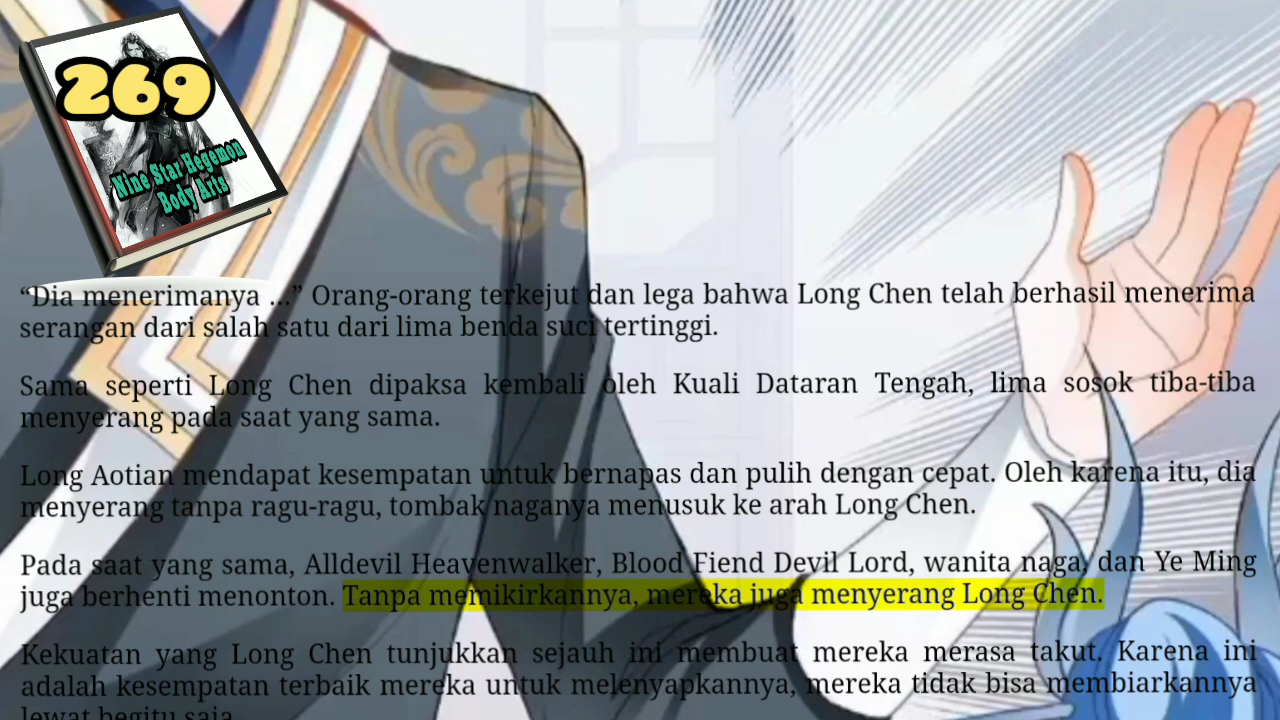 269
Nine Star Hegemon
Body Arts
“Dia menerimanya ...” Orang-orang terkejut dan lega bahwa Long Chen telah berhasil menerima
serangan dari salah satu dari lima benda suci tertinggi.
Sama seperti Long Chen dipaksa kembali oleh Kuali Dataran Tengah, lima sosok tiba-tiba
menyerang pada saat yang sama.
Long Aotian mendapat kesempatan untuk bernapas dan pulih dengan cepat. Oleh karena itu, dia
menyerang tanpa ragu-ragu, tombak naganya menusuk ke arah Long Chen.
Pada saat yang sama, Alldevil Heavenwalker, Blood Fiend Devil Lord, wanita naga, dan Ye Ming
juga berhenti menonton. Tanpa memikirkannya, mereka juga menyerang Long Chen.
Kekuatan yang Long Chen tunjukkan sejauh ini membuat mereka merasa takut. Karena ini
adalah kesempatan terbaik mereka untuk melenyapkannya, mereka tidak bisa membiarkannya
lewat begitu saja.